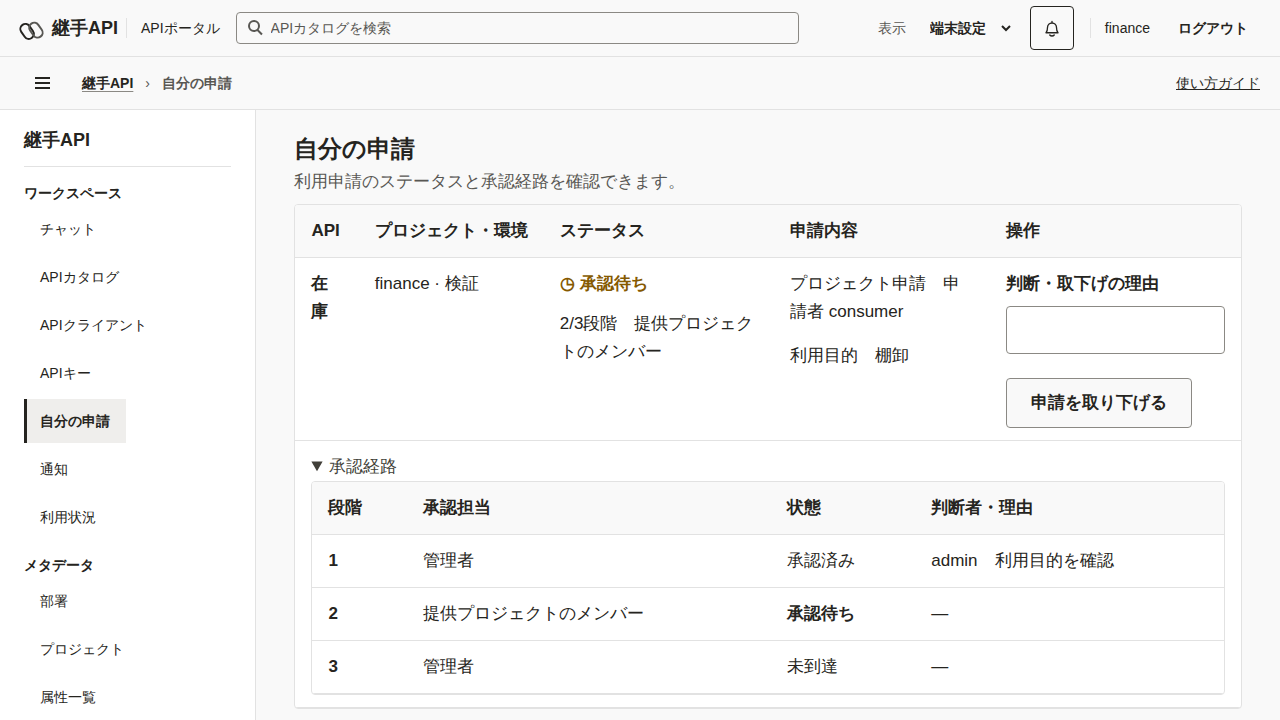 継手API
APIポータル
APIカタログを検索
表示
端末設定
finance
ログアウト
継手API › 自分の申請
使い方ガイド
継手API
ワークスペース
チャット
APIカタログ
APIクライアント
APIキー
自分の申請
通知
利用状況
メタデータ
部署
プロジェクト
属性一覧
自分の申請
利用申請のステータスと承認経路を確認できます。
API プロジェクト・環境 ステータス 申請内容 操作
在
庫
finance · 検証
承認待ち
2/3段階　提供プロジェク
トのメンバー
プロジェクト申請　申
請者 consumer
利用目的　棚卸
判断・取下げの理由
申請を取り下げる
▼ 承認経路
段階 承認担当 状態 判断者・理由
1 管理者 承認済み admin　利用目的を確認
2 提供プロジェクトのメンバー 承認待ち —
3 管理者 未到達 —